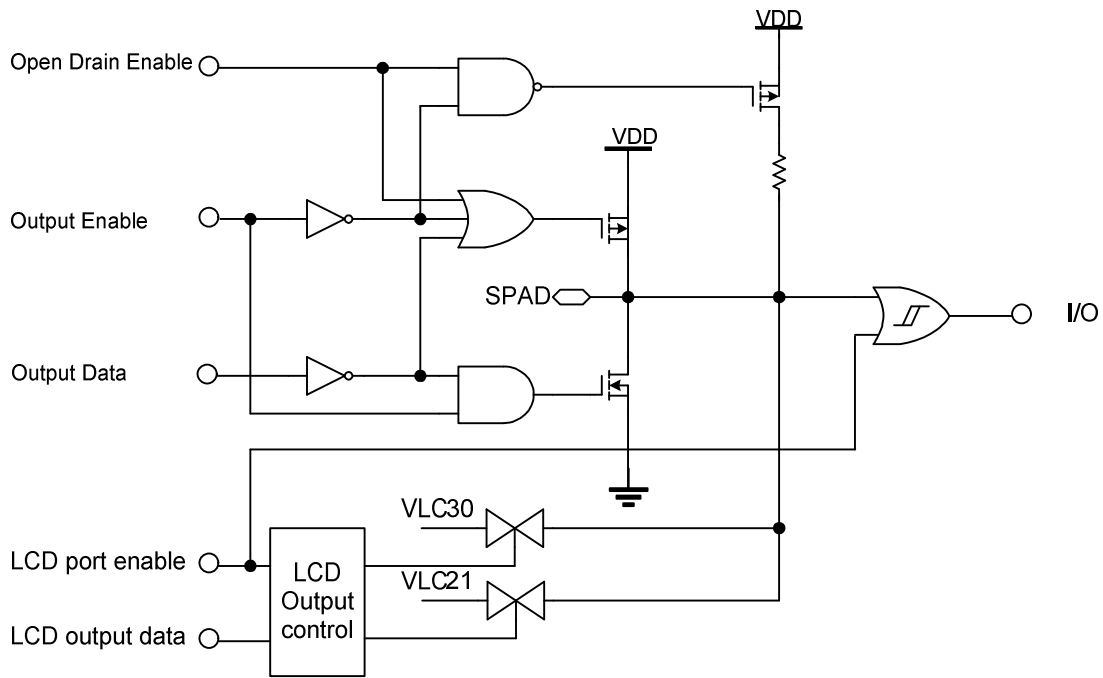 VDD
Open Drain Enable
VDD
Output Enable
SPAD
I/O
Output Data
VLC30
LCD port enable
LCD
Output
control
VLC21
LCD output data